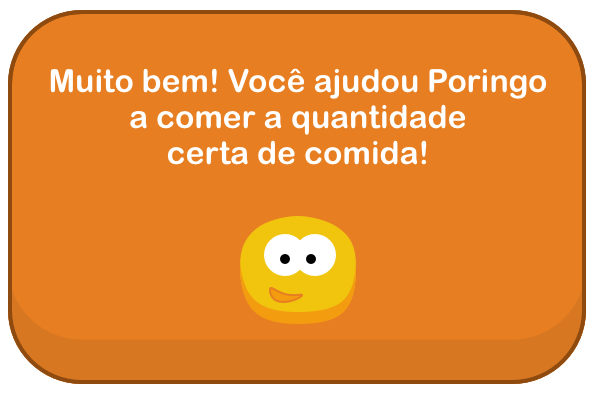 Muito bem! Você ajudou Poringo
a comer a quantidade
certa de comida!